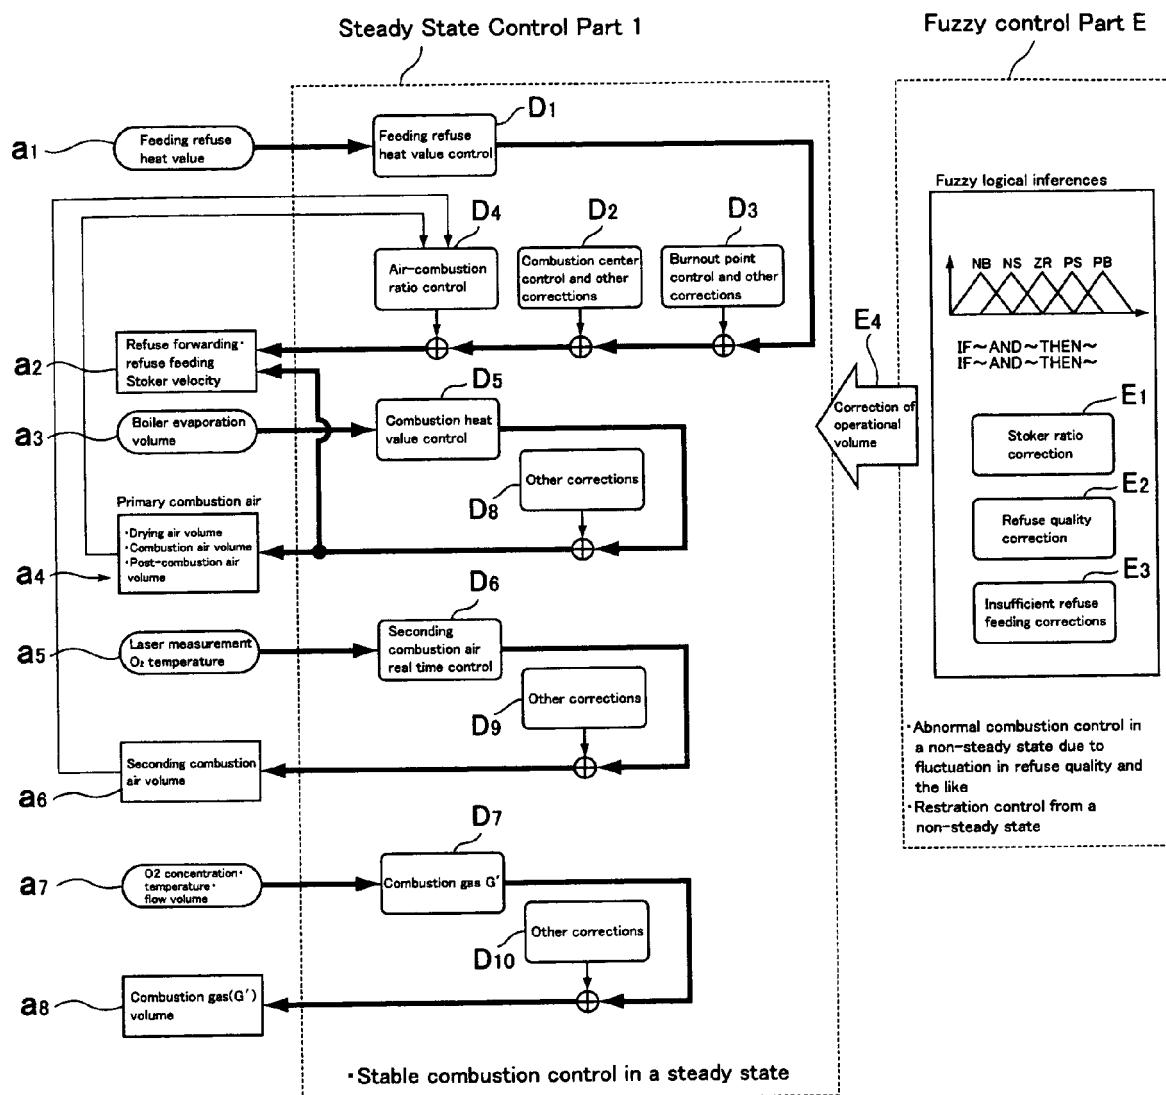 Steady State Control Part 1
Fuzzy control Part E
a1
Feeding refuse
heat value
D1
Feeding refuse
heat value control
D4
Air-combustion
ratio control
D2
Combustion center
control and other
correcttions
D3
Burnout point
control and other
corrections
a2
Refuse forwarding·
refuse feeding
Stoker velocity
a3
Boiler evaporation
volume
D5
Combustion heat
value control
D8
Other corrections
Primary combustion air
·Drying air volume
·Combustion air volume
·Post-combustion air
volume
a4
a5
Laser measurement
O₂ temperature
D6
Seconding
combustion air
real time control
D9
Other corrections
a6
Seconding combustion
air volume
a7
O2 concentration·
temperature·
flow volume
D7
Combustion gas G′
D10
Other corrections
a8
Combustion gas(G′)
volume
·Stable combustion control in a steady state
E4
Correction of
operational
volume
Fuzzy logical inferences
NB NS ZR PS PB
IF~AND~THEN~
IF~AND~THEN~
E1
Stoker ratio
correction
E2
Refuse quality
correction
E3
Insufficient refuse
feeding corrections
·Abnormal combustion control in
a non-steady state due to
fluctuation in refuse quality and
the like
·Restration control from a
non-steady state